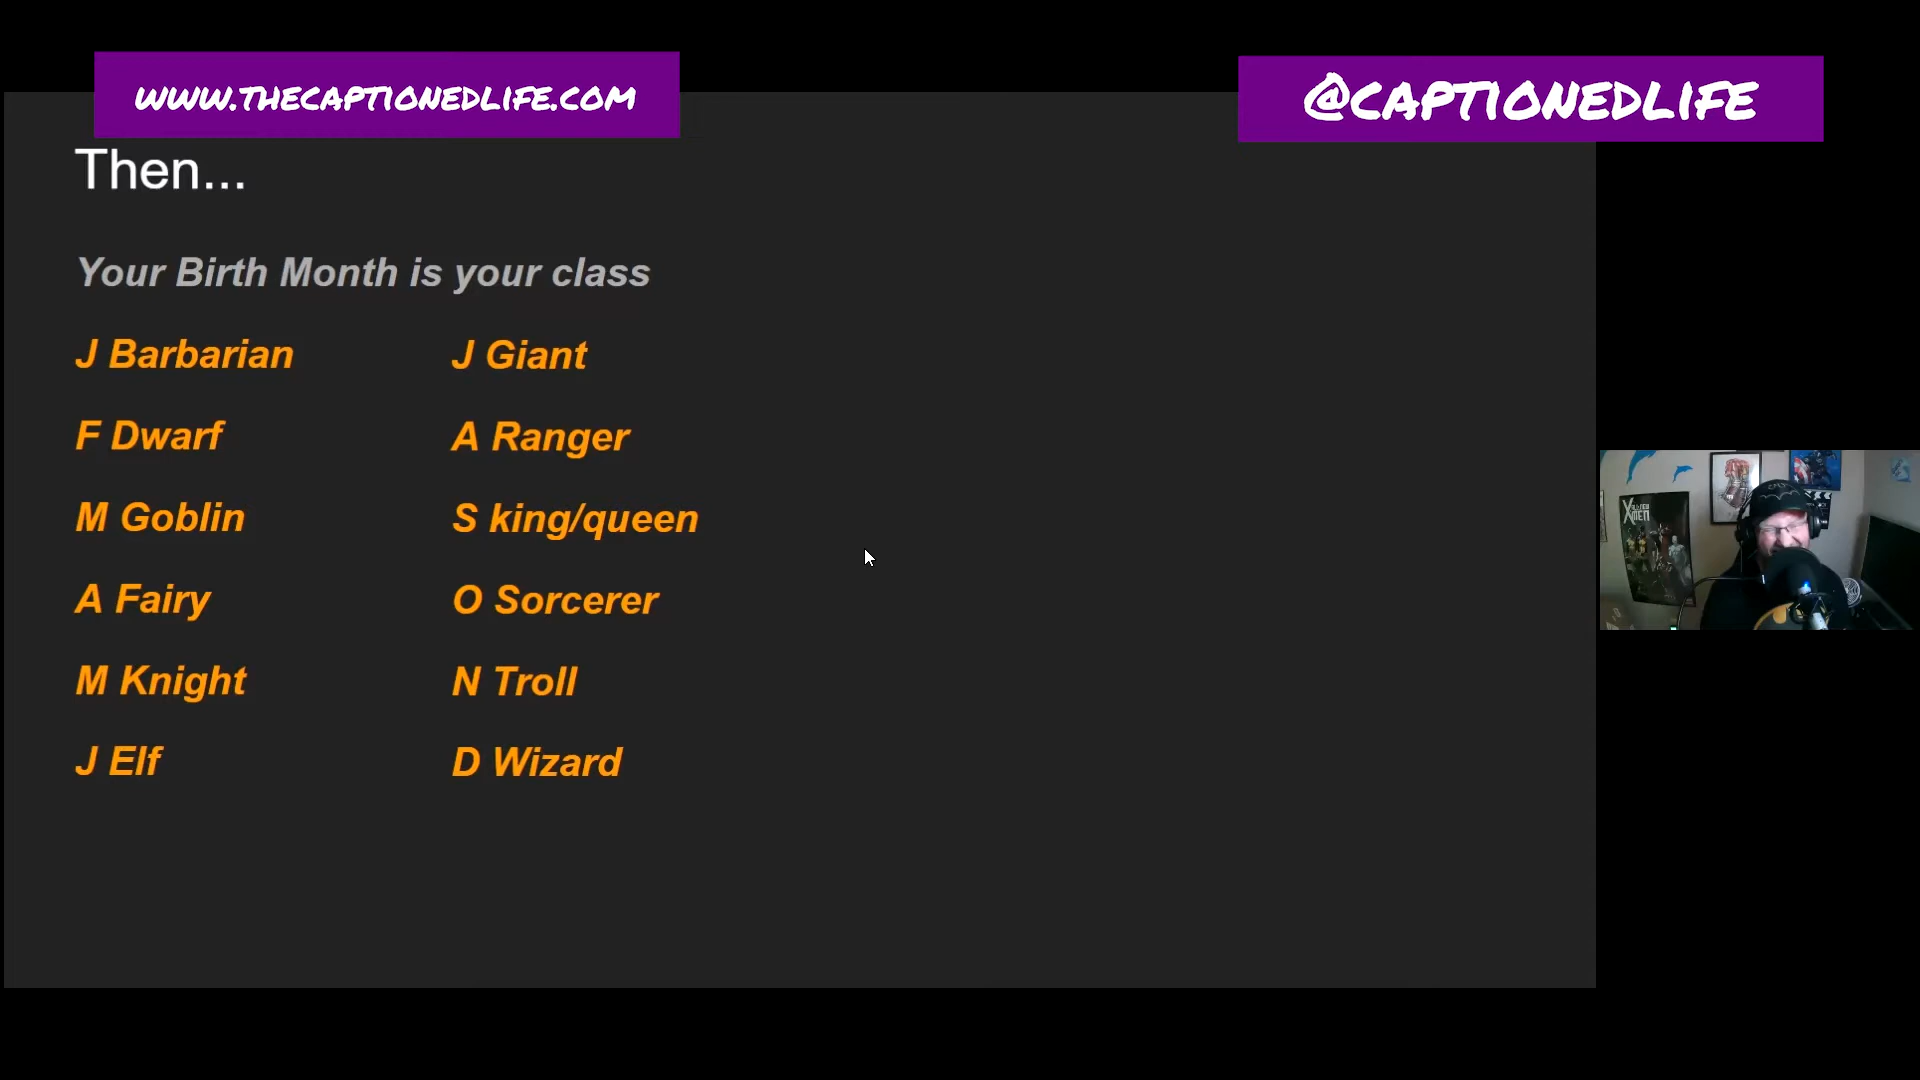 www.thecaptionedlife.com
@captionedlife
Then...
Your Birth Month is your class
J Barbarian
F Dwarf
M Goblin
A Fairy
M Knight
J Elf
J Giant
A Ranger
S king/queen
O Sorcerer
N Troll
D Wizard
X-MEN